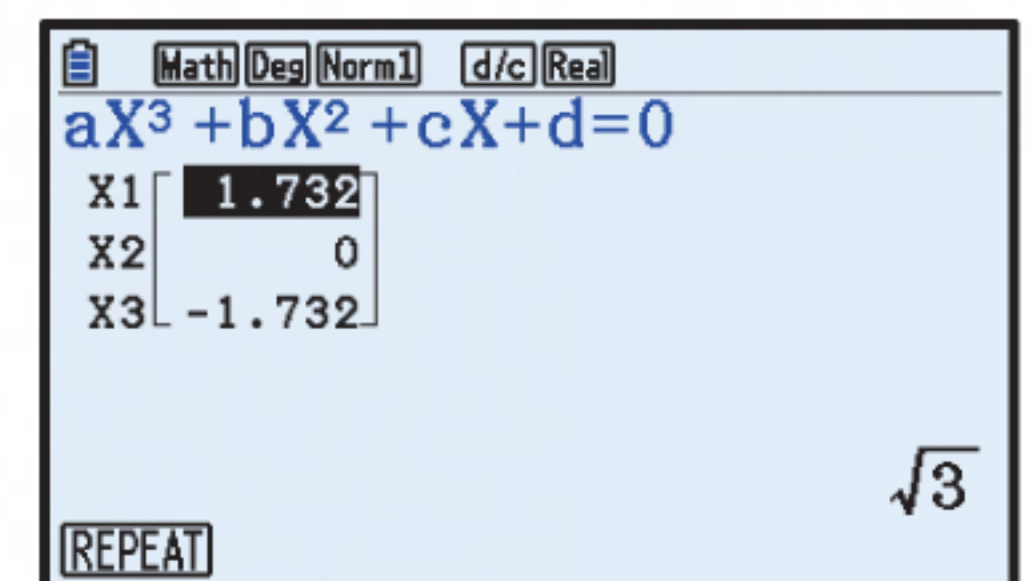 Math Deg Norm1 d/c Real
aX³ +bX² +cX+d=0
X1 1.732
X2 0
X3 -1.732
√3
REPEAT